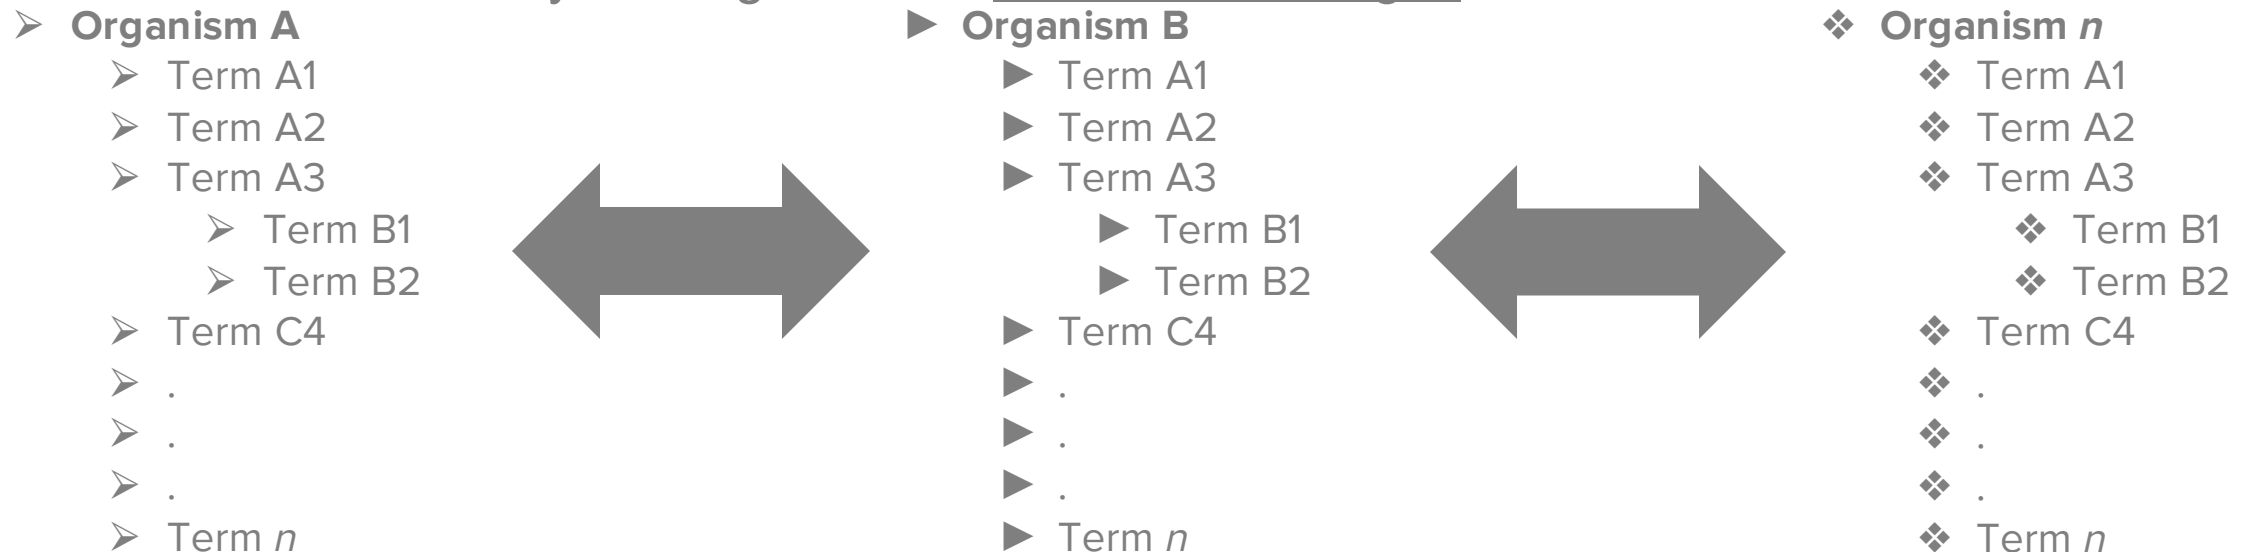 Organism A
Term A1
Term A2
Term A3
Term B1
Term B2
Term C4
.
.
.
Term n
Organism B
Term A1
Term A2
Term A3
Term B1
Term B2
Term C4
.
.
.
Term n
Organism n
Term A1
Term A2
Term A3
Term B1
Term B2
Term C4
.
.
.
Term n